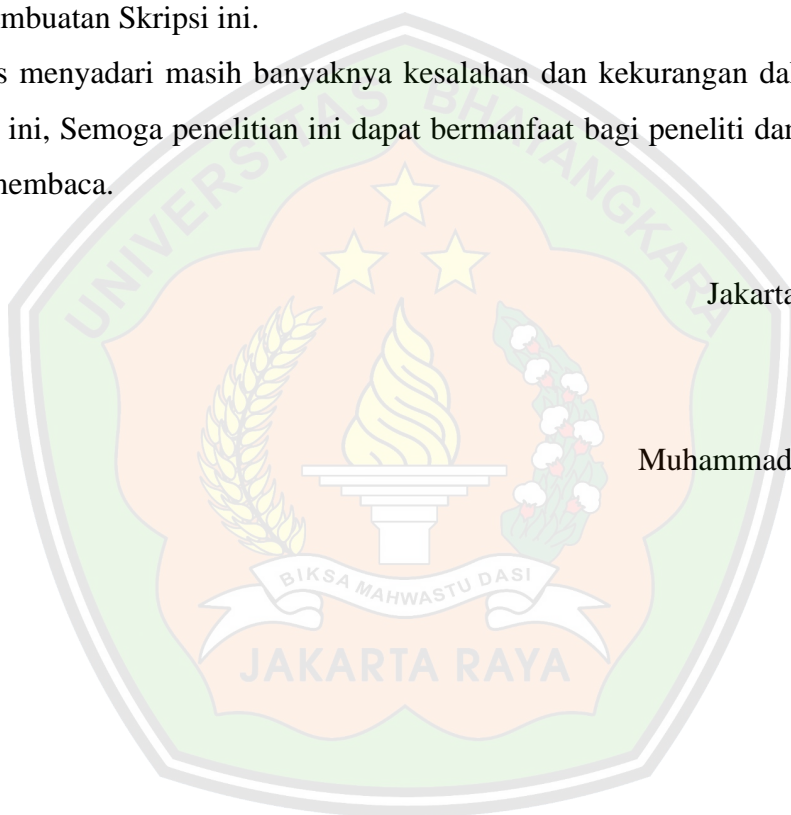 mbuatan Skripsi ini.
s menyadari masih banyaknya kesalahan dan kekurangan dal
ini, Semoga penelitian ini dapat bermanfaat bagi peneliti dan
membaca.
Jakarta
Muhammad
UNIVERSITAS BHAYANGKARA
BIKSA MAHWASTU DASI
JAKARTA RAYA